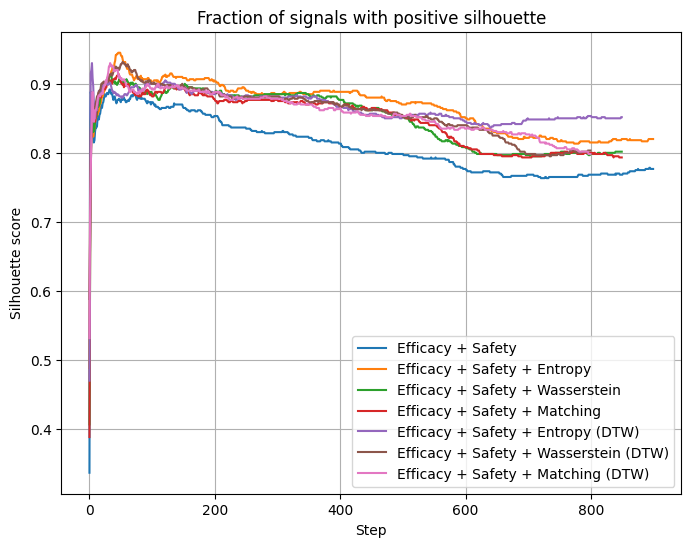 Fraction of signals with positive silhouette
Silhouette score
0.9
0.8
0.7
0.6
0.5
0.4
Efficacy + Safety
Efficacy + Safety + Entropy
Efficacy + Safety + Wasserstein
Efficacy + Safety + Matching
Efficacy + Safety + Entropy (DTW)
Efficacy + Safety + Wasserstein (DTW)
Efficacy + Safety + Matching (DTW)
0 200 400 600 800
Step